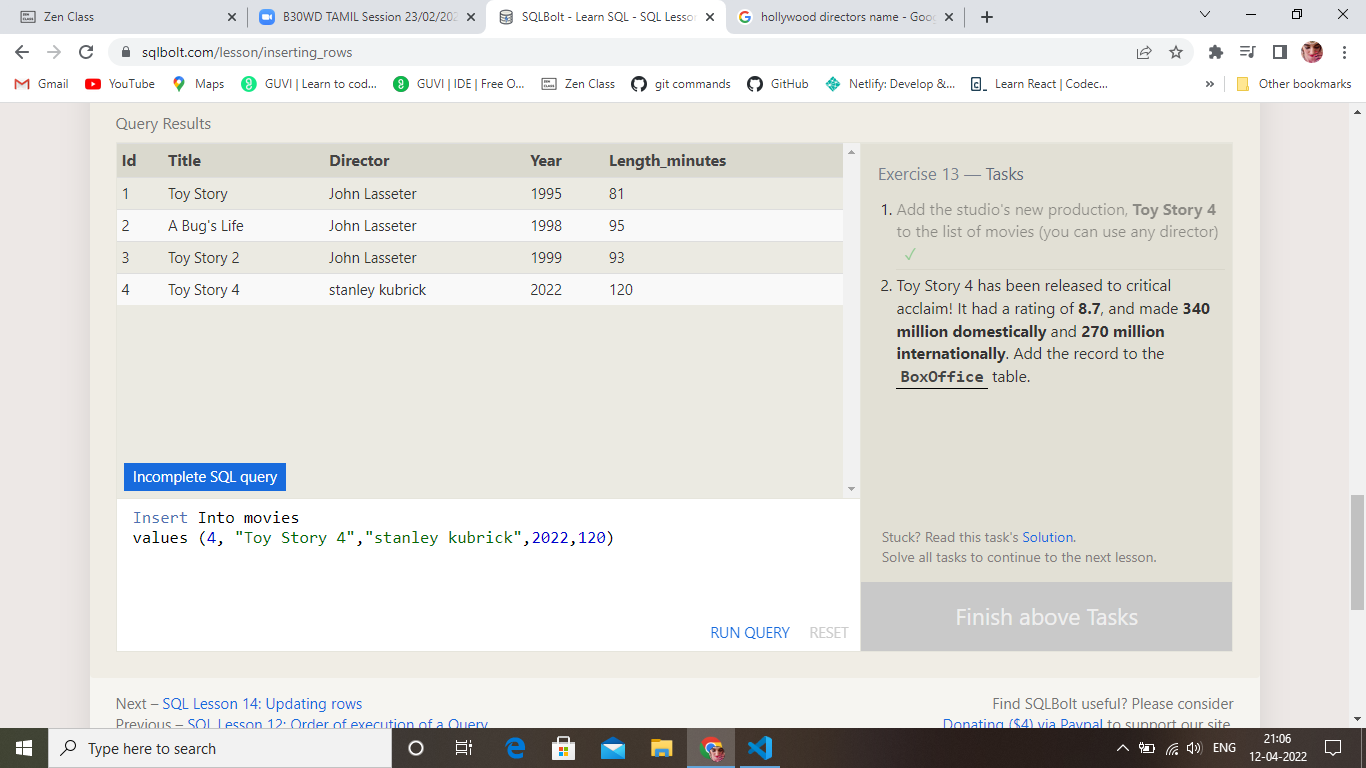 Zen Class
B30WD TAMIL Session 23/02/202
SQLBolt - Learn SQL - SQL Lesso
hollywood directors name - Goo
sqlbolt.com/lesson/inserting_rows
Gmail YouTube Maps GUVI | Learn to cod... GUVI | IDE | Free O... Zen Class git commands GitHub Netlify: Develop &... Learn React | Codec... » Other bookmarks
Query Results
Id Title Director Year Length_minutes
1 Toy Story John Lasseter 1995 81
2 A Bug's Life John Lasseter 1998 95
3 Toy Story 2 John Lasseter 1999 93
4 Toy Story 4 stanley kubrick 2022 120
Incomplete SQL query
Insert Into movies
values (4, "Toy Story 4","stanley kubrick",2022,120)
RUN QUERY RESET
Exercise 13 — Tasks
1. Add the studio's new production, Toy Story 4
to the list of movies (you can use any director)
✓
2. Toy Story 4 has been released to critical
acclaim! It had a rating of 8.7, and made 340
million domestically and 270 million
internationally. Add the record to the
BoxOffice table.
Stuck? Read this task's Solution.
Solve all tasks to continue to the next lesson.
Finish above Tasks
Next – SQL Lesson 14: Updating rows
Previous – SQL Lesson 12: Order of execution of a Query
Find SQLBolt useful? Please consider
Donating ($4) via Paypal to support our site.
Type here to search
ENG
21:06
12-04-2022